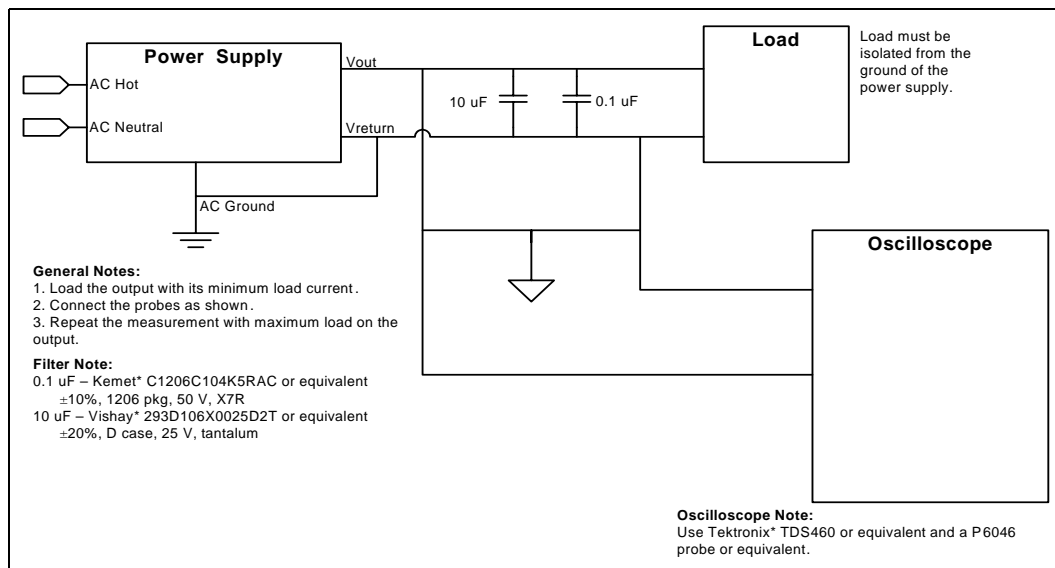 Power Supply
AC Hot
AC Neutral
Vout
Vreturn
AC Ground
10 uF
0.1 uF
Load
Load must be
isolated from the
ground of the
power supply.
Oscilloscope
General Notes:
1. Load the output with its minimum load current.
2. Connect the probes as shown.
3. Repeat the measurement with maximum load on the
output.
Filter Note:
0.1 uF – Kemet* C1206C104K5RAC or equivalent
±10%, 1206 pkg, 50 V, X7R
10 uF – Vishay* 293D106X0025D2T or equivalent
±20%, D case, 25 V, tantalum
Oscilloscope Note:
Use Tektronix* TDS460 or equivalent and a P6046
probe or equivalent.